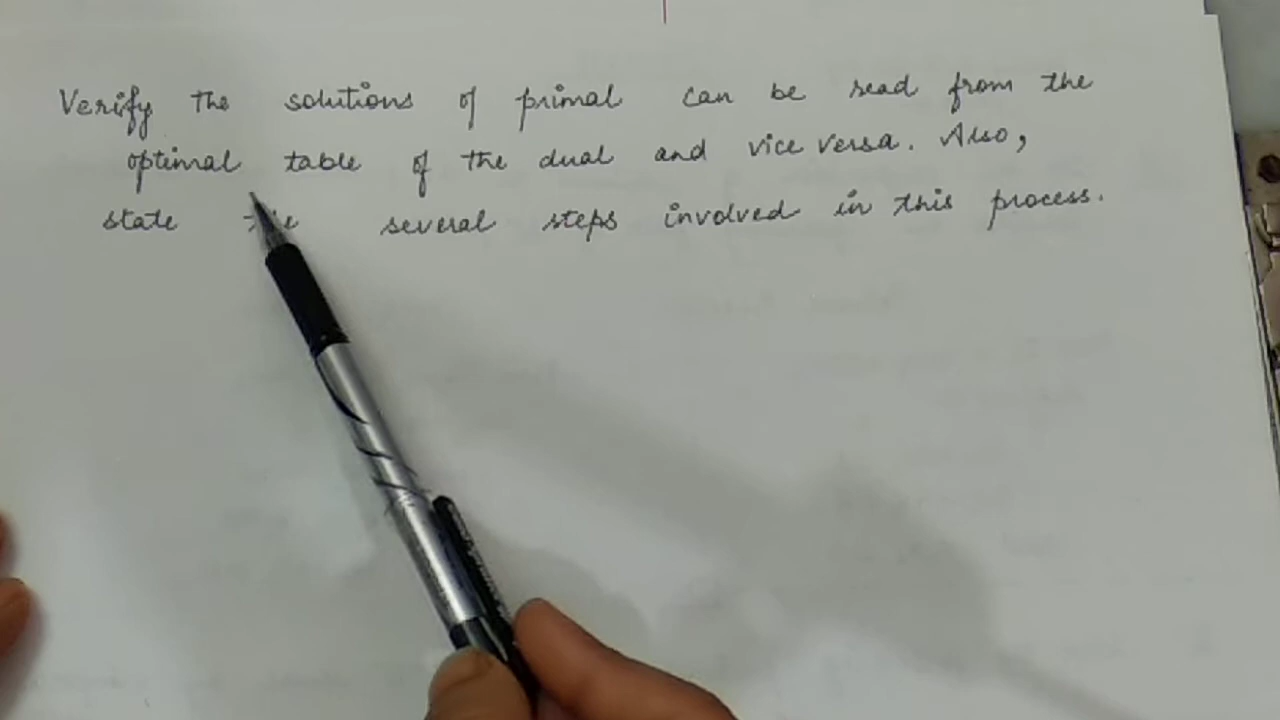 Verify the solutions of primal can be read from the
optimal table of the dual and vice versa. Also,
state the several steps involved in this process.